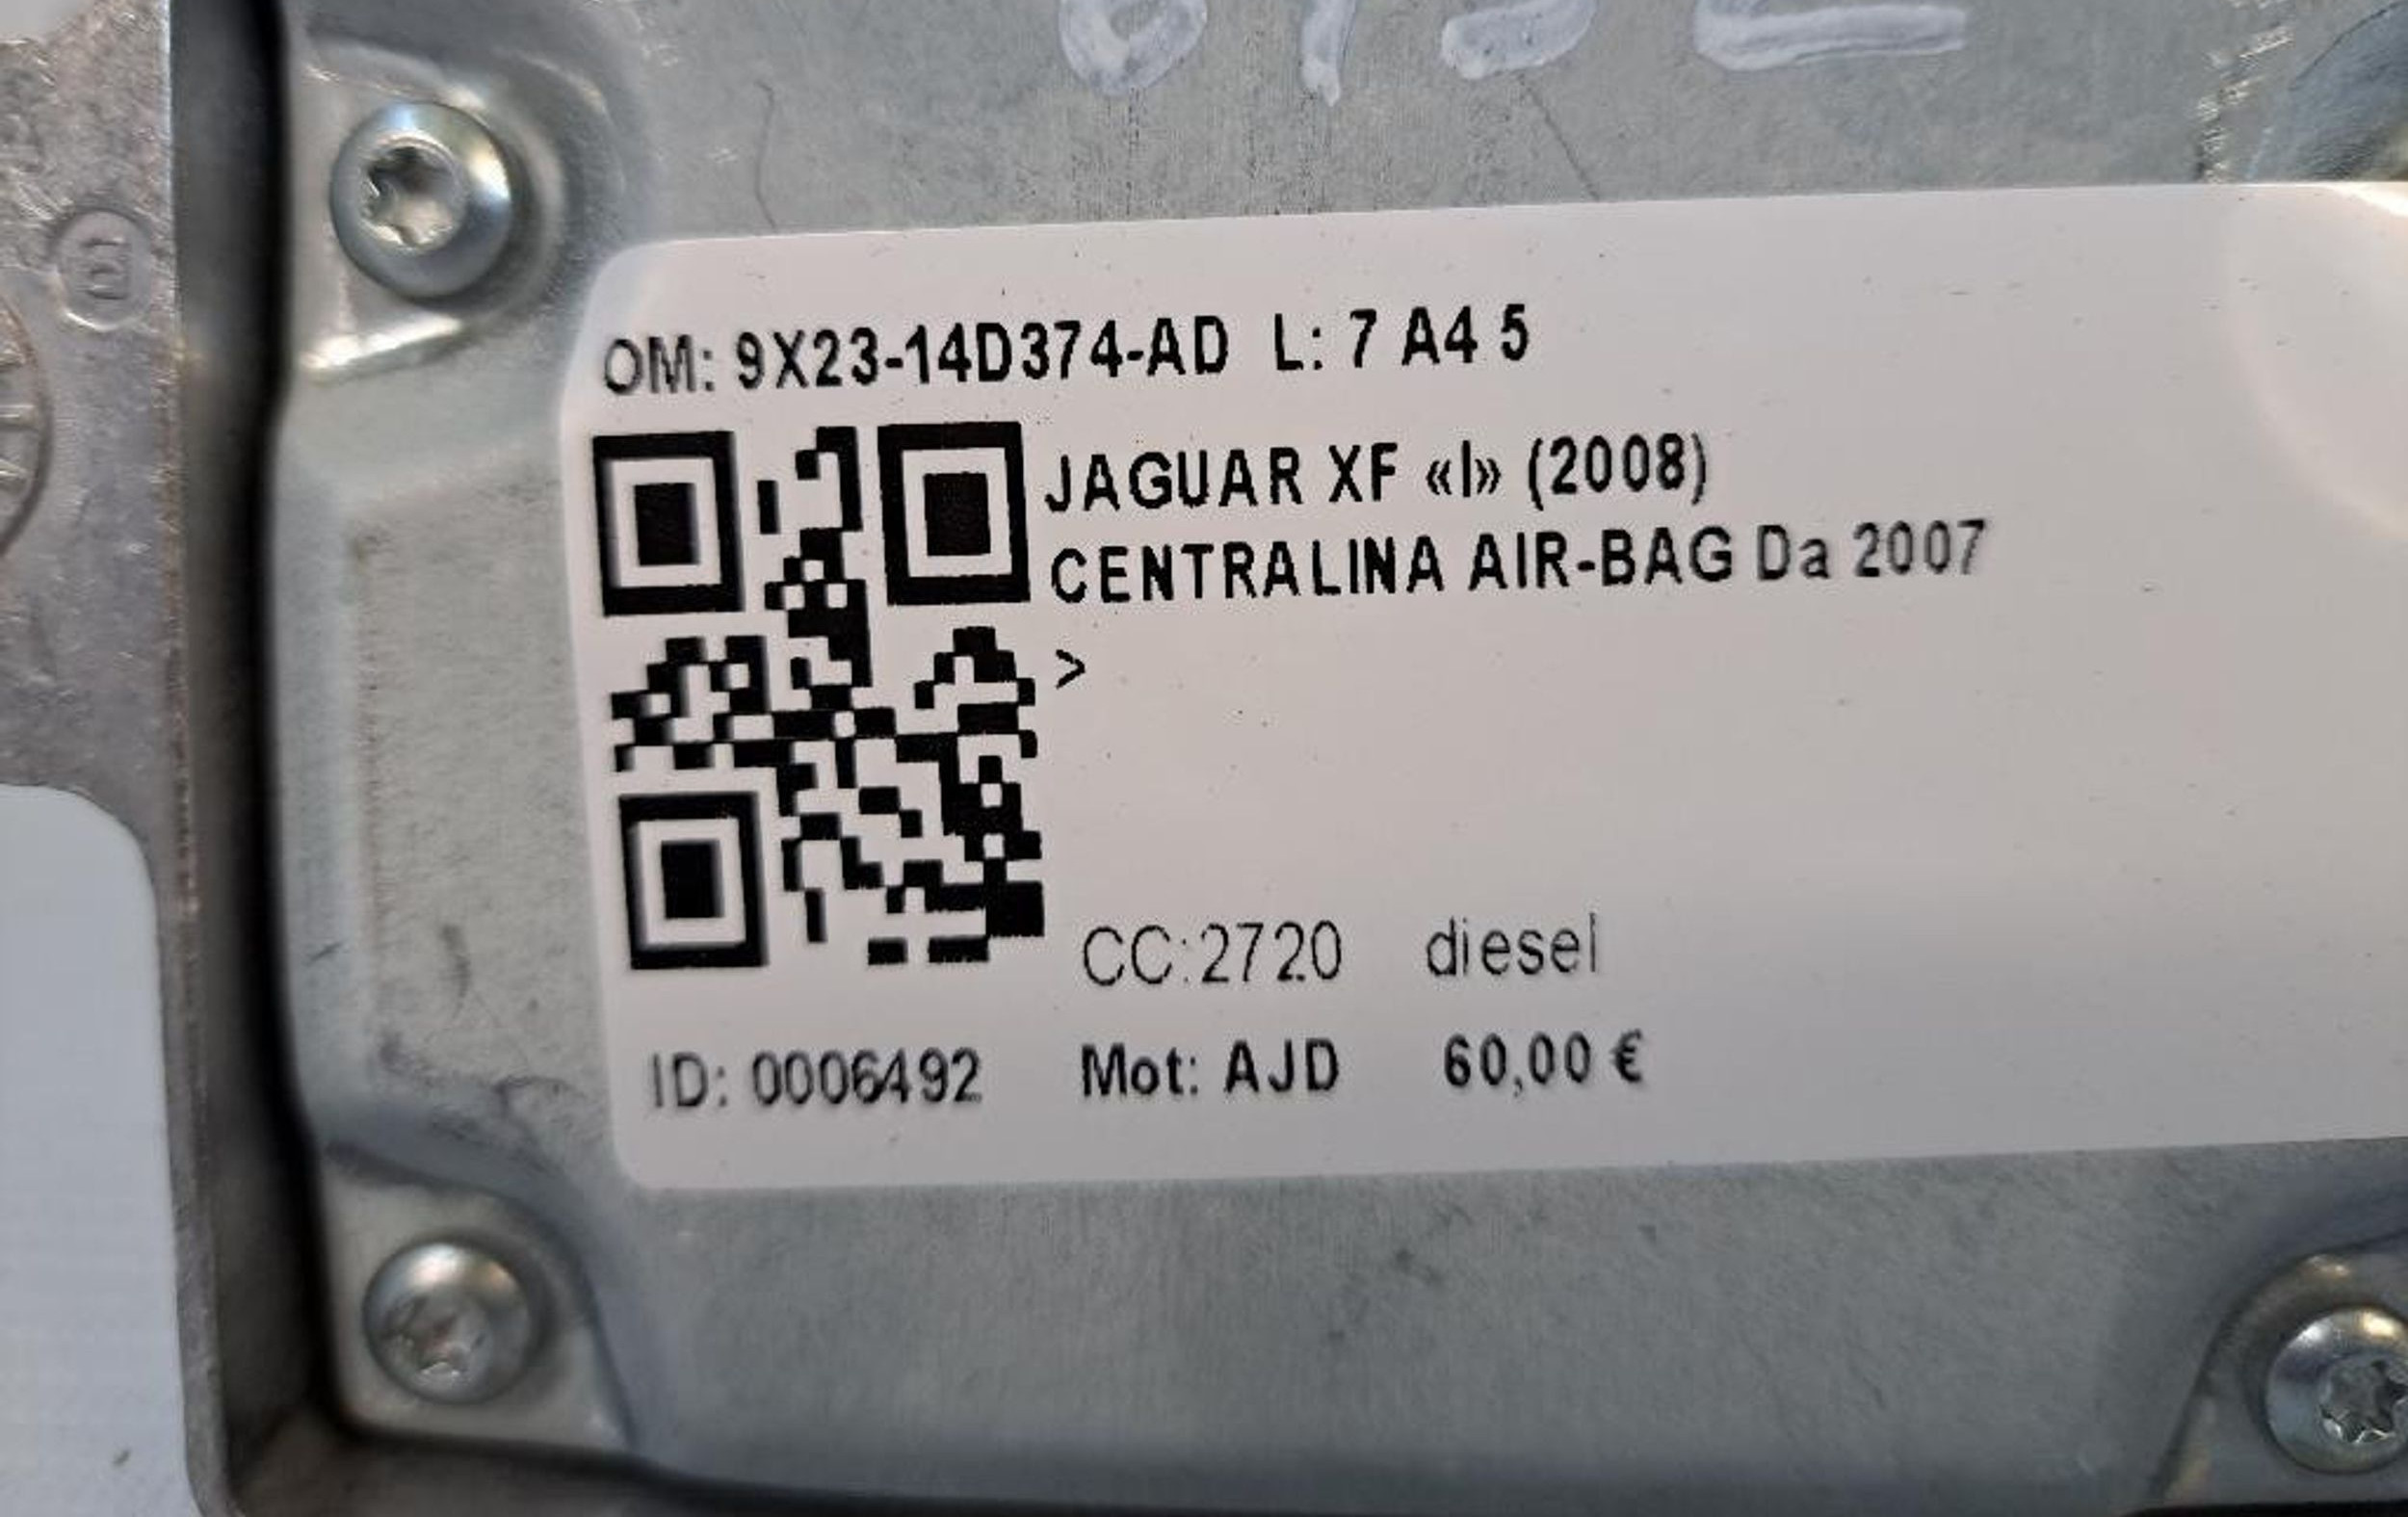 OM: 9X23-14D374-AD L: 7 A4 5
JAGUAR XF «I» (2008)
CENTRALINA AIR-BAG Da 2007
>
CC:2720 diesel
ID: 0006492 Mot: AJD 60,00 €